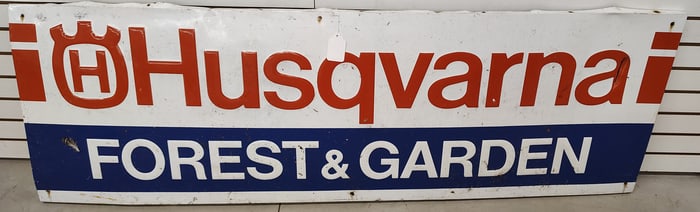 H Husqvarna
FOREST & GARDEN